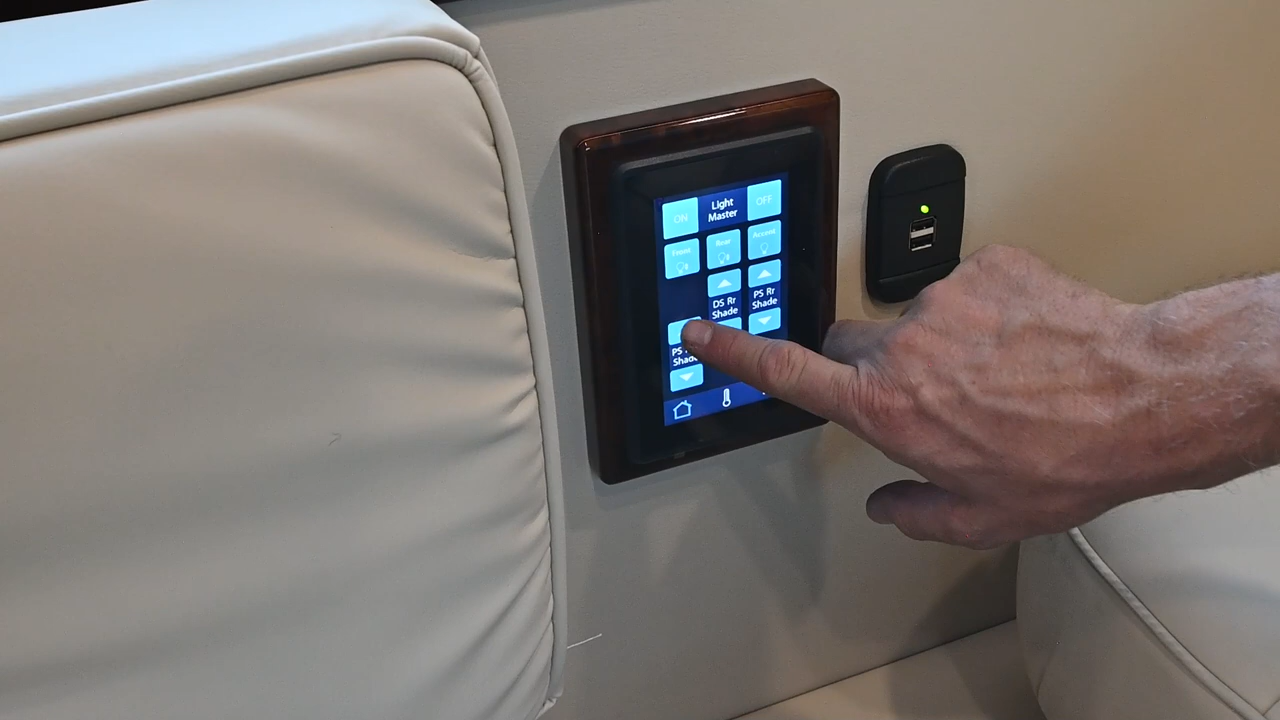 ON
Light
Master
OFF
Front
Rear
Accent
DS Rr
Shade
PS Rr
Shade
PS
Shade